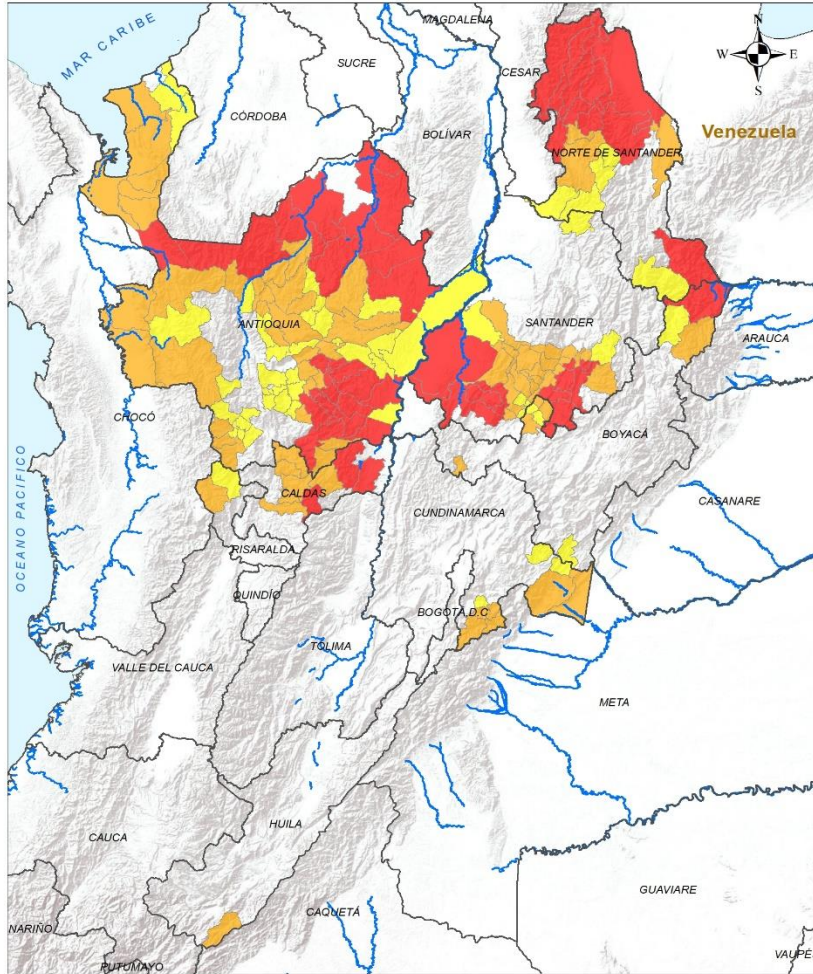 MAGDALENA
N
W
E
S
MAR CARIBE
SUCRE
CESAR
CÓRDOBA
BOLÍVAR
Venezuela
NORTE DE SANTANDER
ANTIOQUIA
SANTANDER
ARAUCA
CHOCÓ
BOYACÁ
CALDAS
CASANARE
OCEANO PACIFICO
CUNDINAMARCA
RISARALDA
QUINDÍO
BOGOTÁ,D.C
TOLIMA
VALLE DEL CAUCA
META
HUILA
CAUCA
GUAVIARE
CAQUETÁ
NARIÑO
PUTUMAYO
VAUPÉ